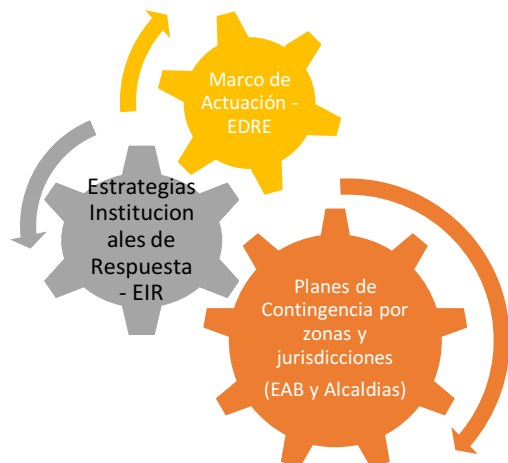 Marco de
Actuación -
EDRE
Estrategias
Institucion
ales de
Respuesta
- EIR
Planes de
Contingencia por
zonas y
jurisdicciones
(EAB y Alcaldias)